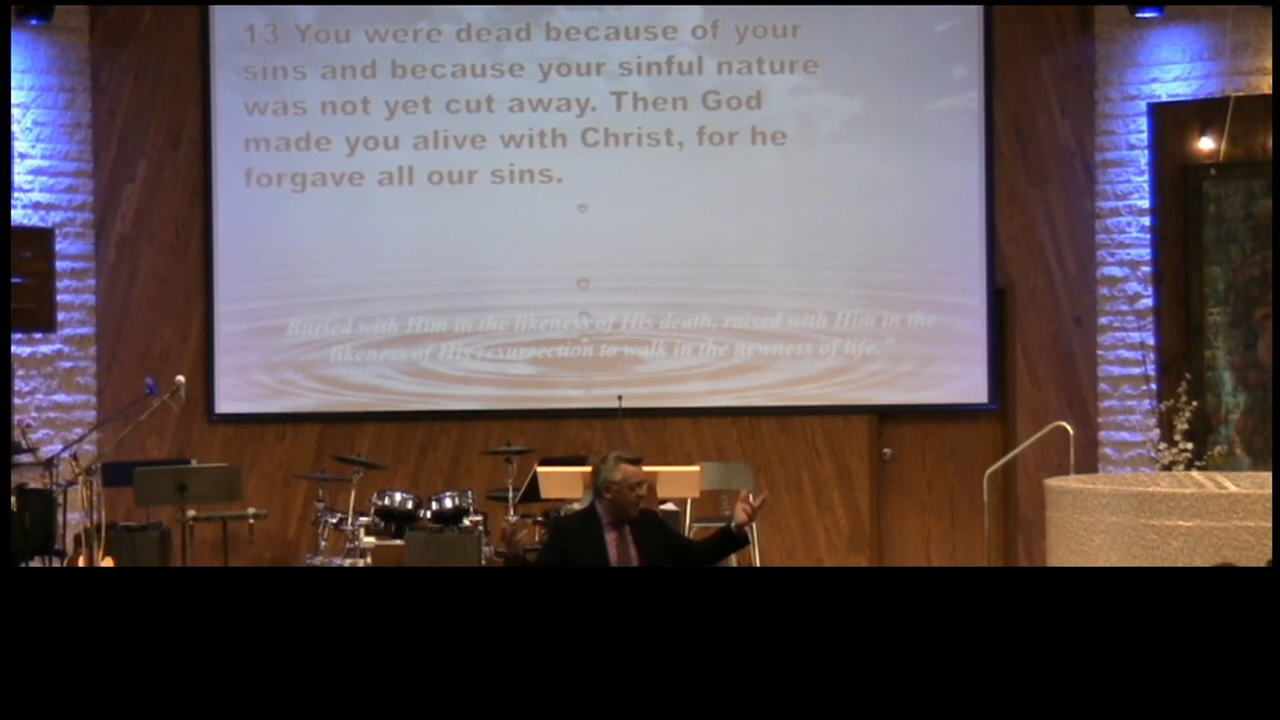 13 You were dead because of your
sins and because your sinful nature
was not yet cut away. Then God
made you alive with Christ, for he
forgave all our sins.
Buried with Him in the likeness of His death, raised with Him in the
likeness of His resurrection to walk in the newness of life."